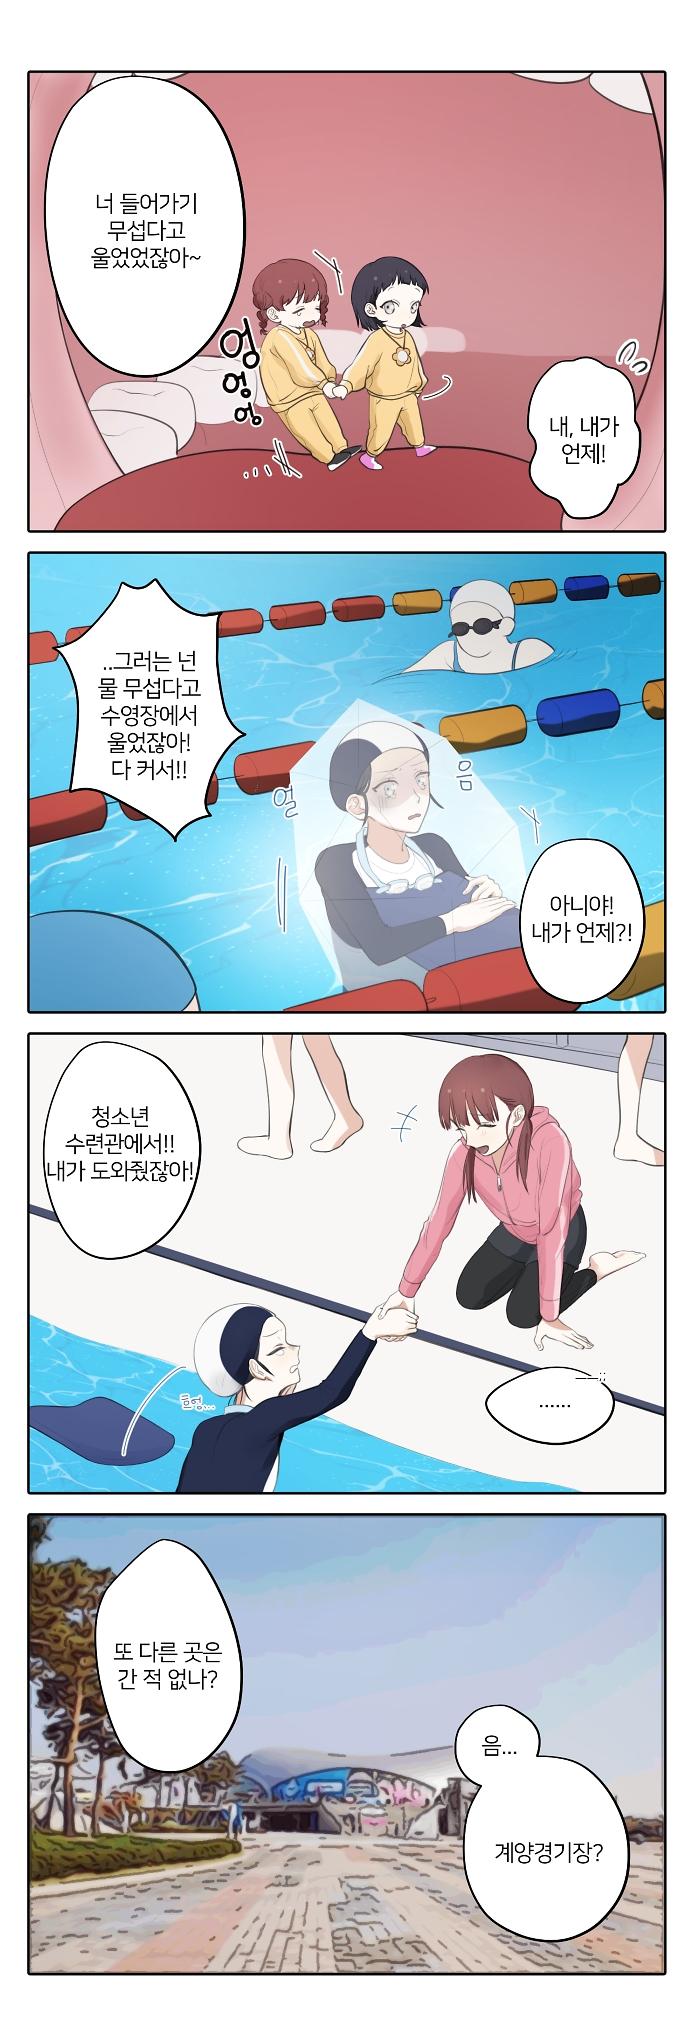 너 들어가기
무섭다고
울었었잖아~
엉
엉
엉
내, 내가
언제!
..그러는 넌
물 무섭다고
수영장에서
울었잖아!
다 커서!!
얼
음
아니야!
내가 언제?!
청소년
수련관에서!!
내가 도와줬잖아!
흐엉...
......
또 다른 곳은
간 적 없나?
음...
계양경기장?